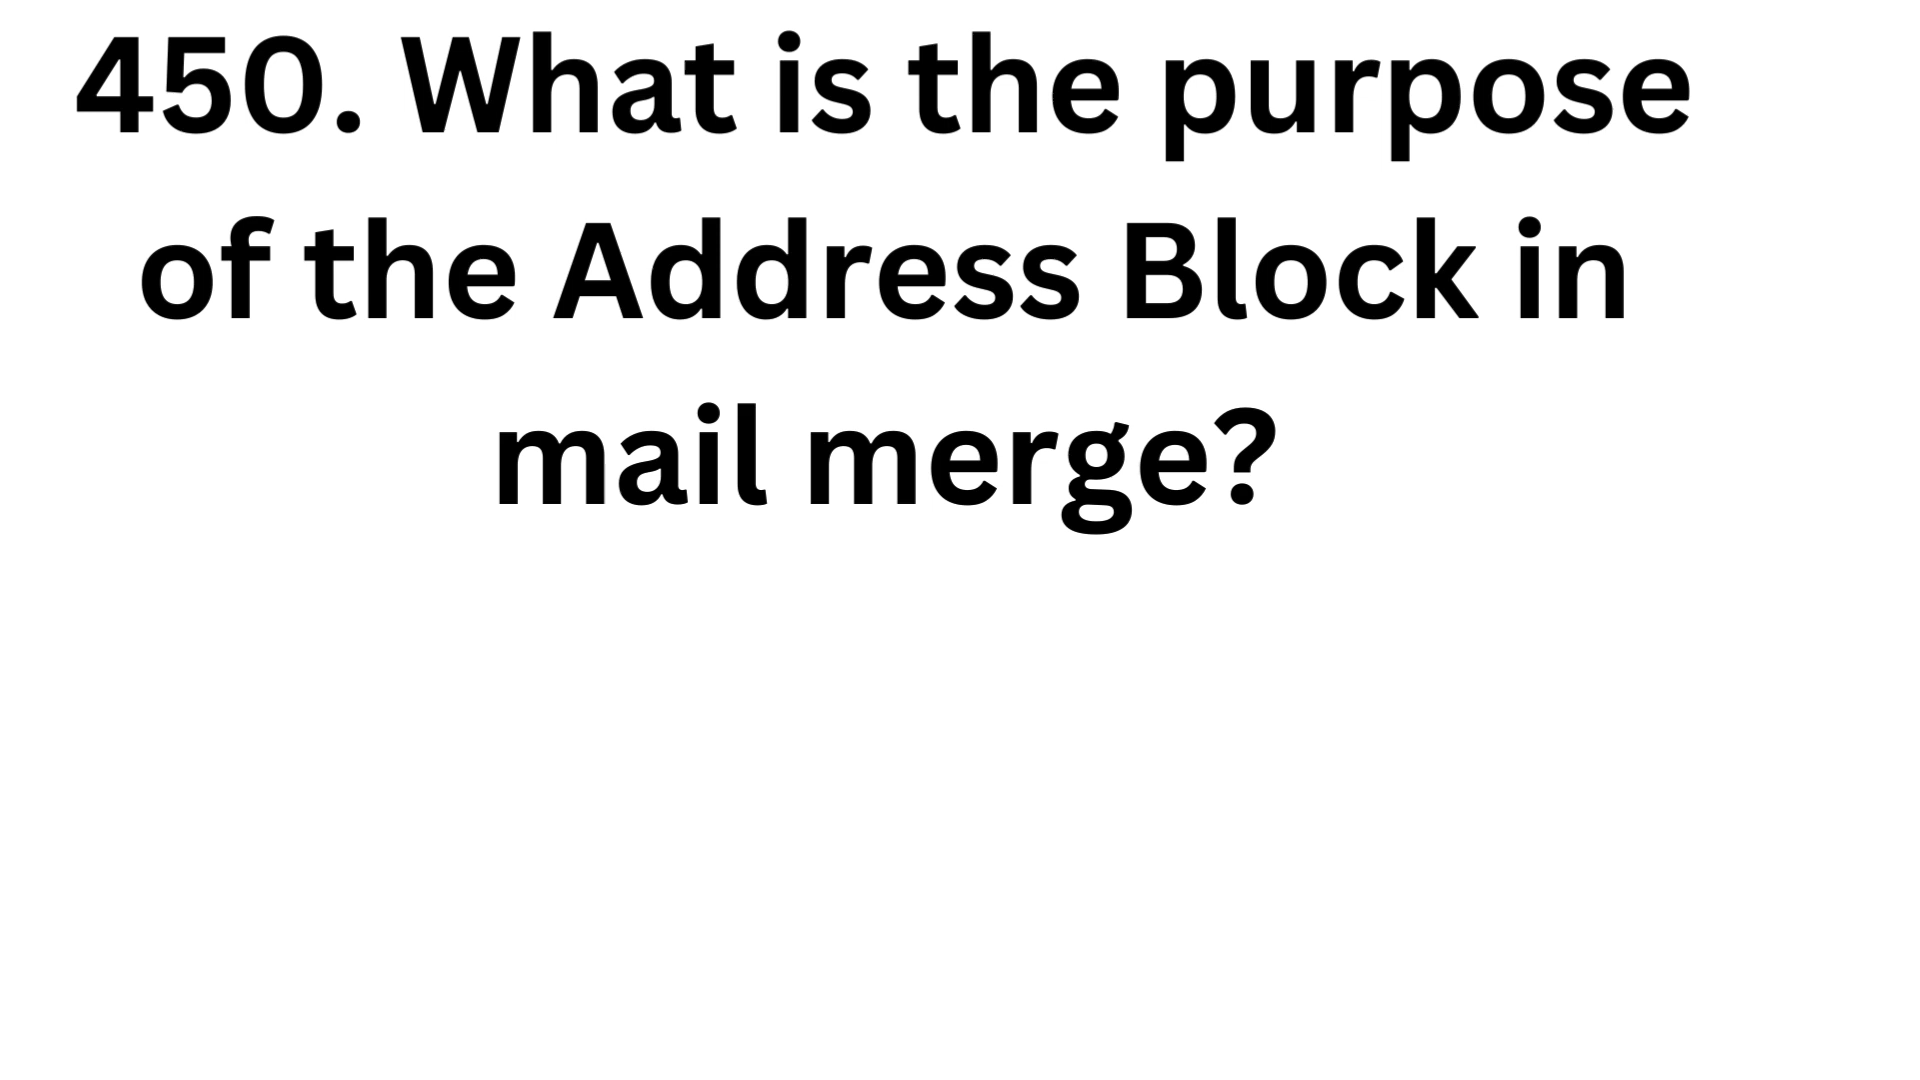 450. What is the purpose
of the Address Block in
mail merge?